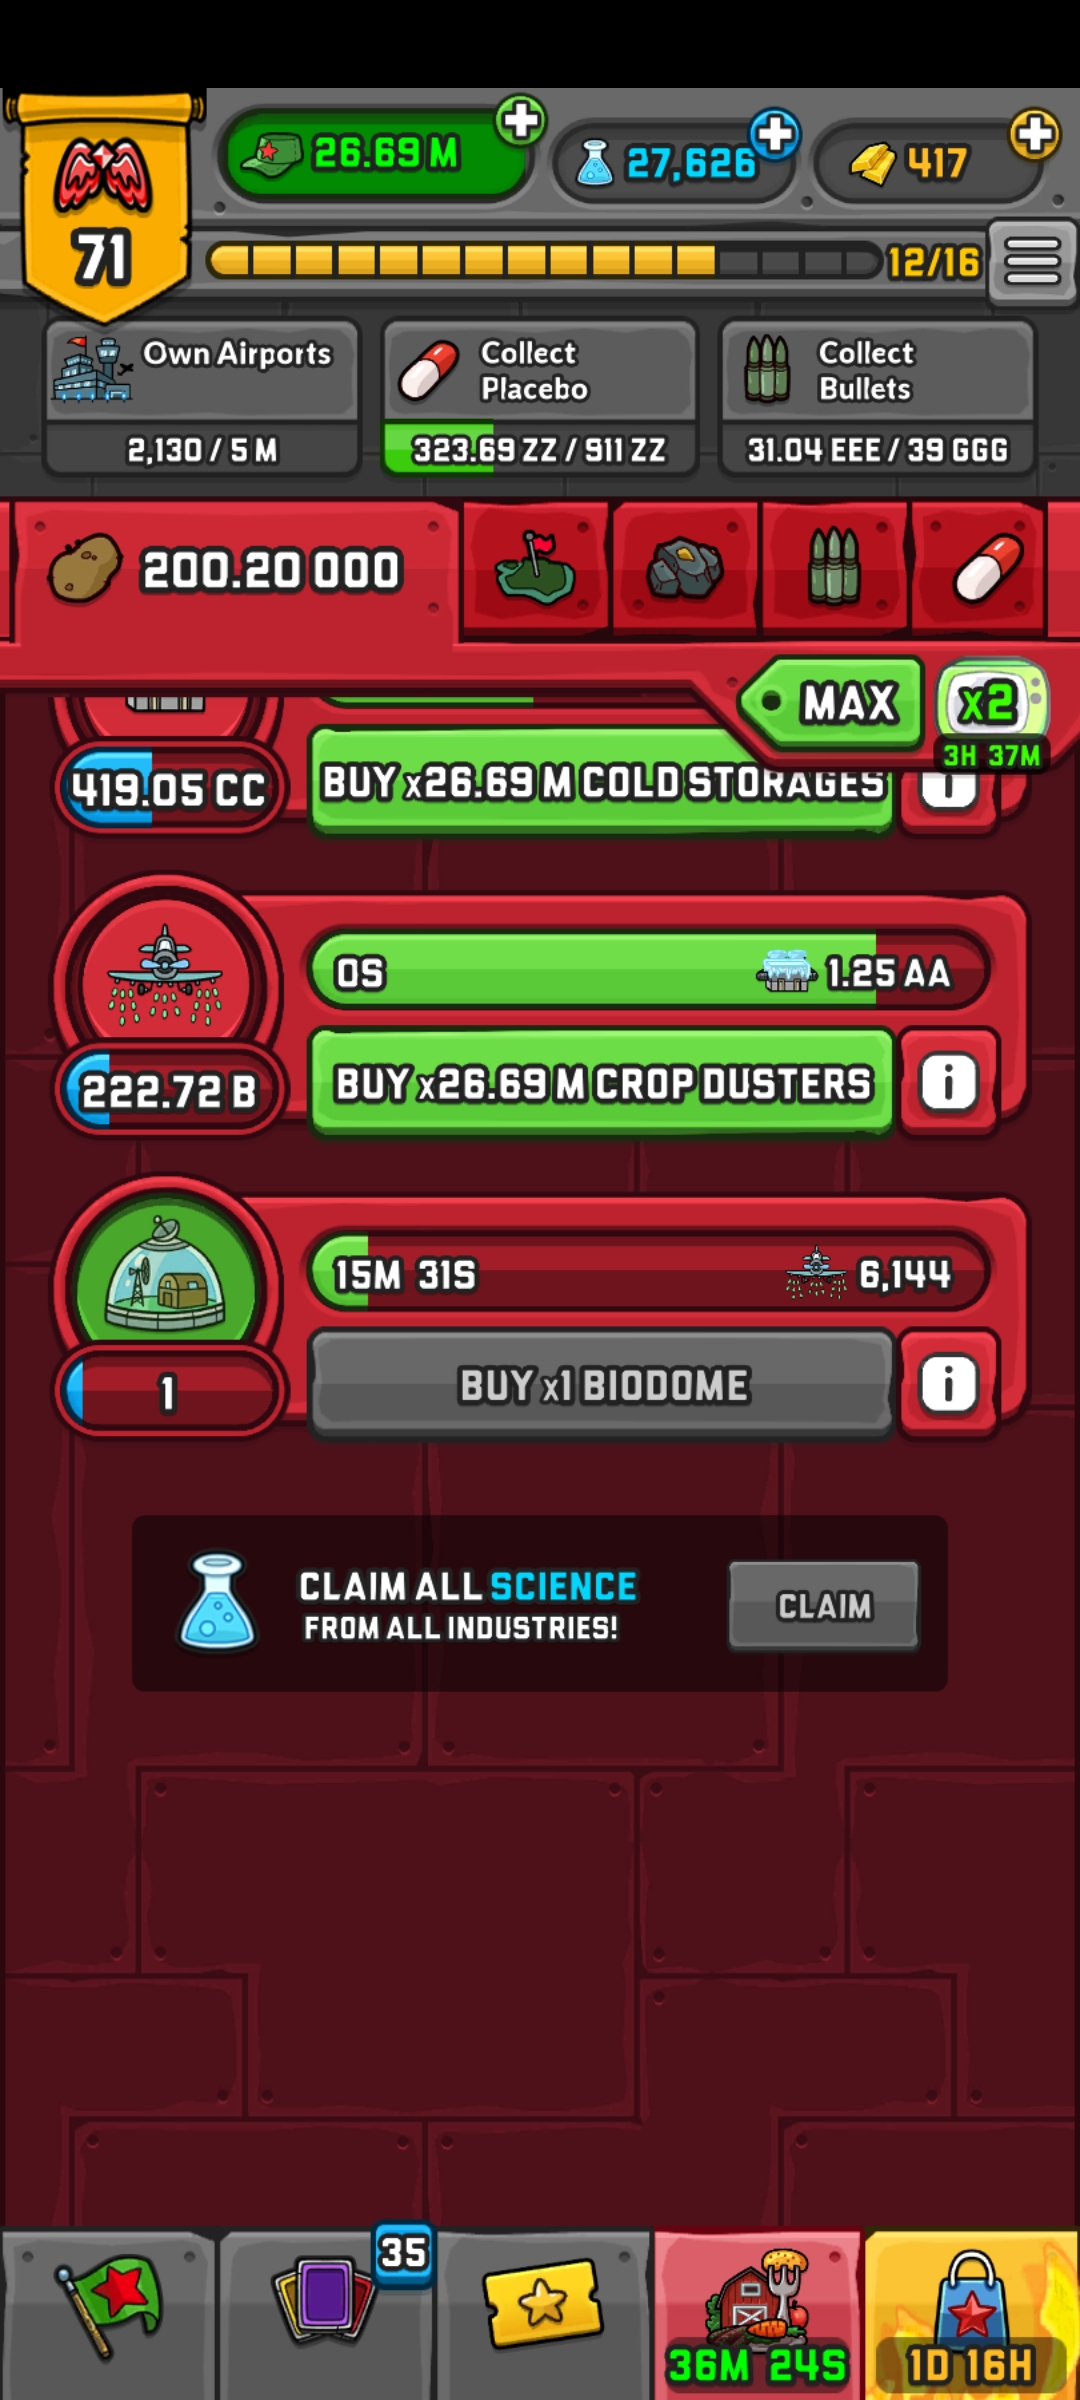 26.69 M
27,626
417
71
12/16
Own Airports
2,130 / 5 M
Collect
Placebo
323.69 ZZ / 911 ZZ
Collect
Bullets
31.04 EEE / 39 GGG
200.20 OOO
MAX
x2
3H 37M
419.05 CC
BUY x26.69 M COLD STORAGES
i
0S
1.25 AA
222.72 B
BUY x26.69 M CROP DUSTERS
i
15M 31S
6,144
1
BUY x1 BIODOME
i
CLAIM ALL SCIENCE
FROM ALL INDUSTRIES!
CLAIM
35
36M 24S
1D 16H